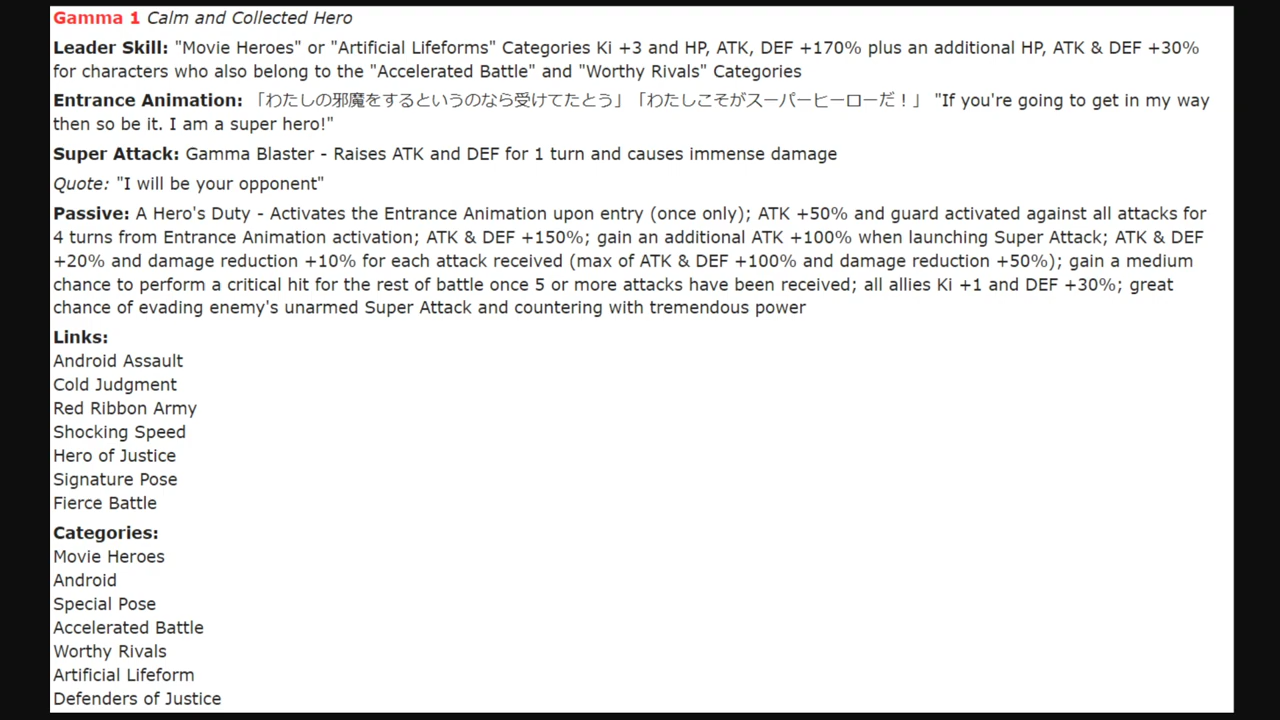 Gamma 1 Calm and Collected Hero
Leader Skill: "Movie Heroes" or "Artificial Lifeforms" Categories Ki +3 and HP, ATK, DEF +170% plus an additional HP, ATK & DEF +30%
for characters who also belong to the "Accelerated Battle" and "Worthy Rivals" Categories
Entrance Animation: 「わたしの邪魔をするというのなら受けてたとう」「わたしこそがスーパーヒーローだ！」 "If you're going to get in my way
then so be it. I am a super hero!"
Super Attack: Gamma Blaster - Raises ATK and DEF for 1 turn and causes immense damage
Quote: "I will be your opponent"
Passive: A Hero's Duty - Activates the Entrance Animation upon entry (once only); ATK +50% and guard activated against all attacks for
4 turns from Entrance Animation activation; ATK & DEF +150%; gain an additional ATK +100% when launching Super Attack; ATK & DEF
+20% and damage reduction +10% for each attack received (max of ATK & DEF +100% and damage reduction +50%); gain a medium
chance to perform a critical hit for the rest of battle once 5 or more attacks have been received; all allies Ki +1 and DEF +30%; great
chance of evading enemy's unarmed Super Attack and countering with tremendous power
Links:
Android Assault
Cold Judgment
Red Ribbon Army
Shocking Speed
Hero of Justice
Signature Pose
Fierce Battle
Categories:
Movie Heroes
Android
Special Pose
Accelerated Battle
Worthy Rivals
Artificial Lifeform
Defenders of Justice